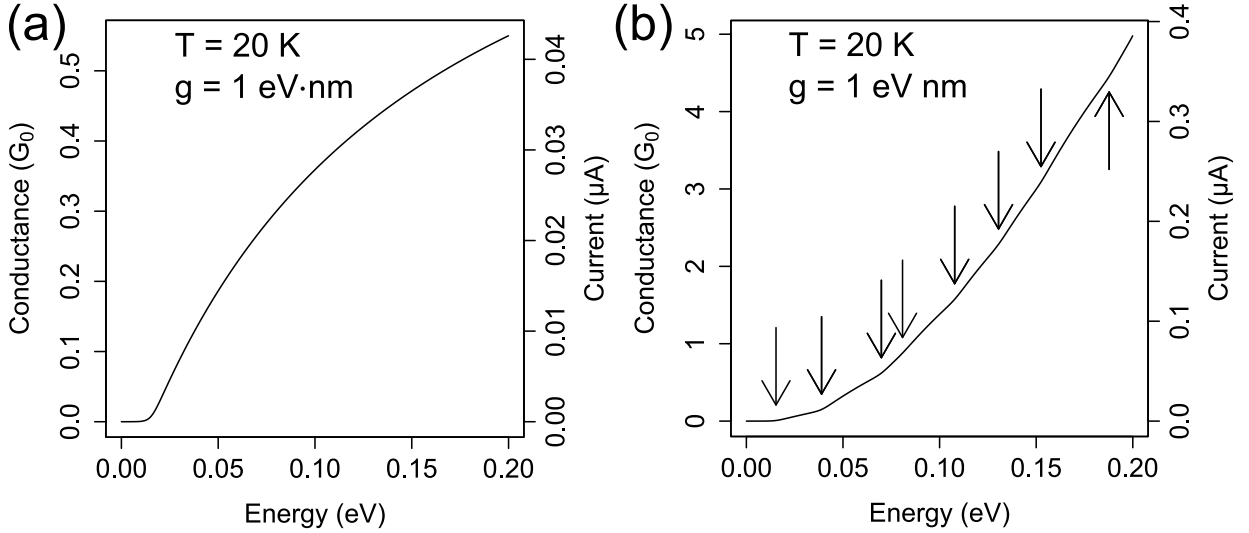 (a)
T = 20 K
g = 1 eV·nm
Conductance (G₀)
0.0
0.1
0.2
0.3
0.4
0.5
Current (µA)
0.00
0.01
0.02
0.03
0.04
0.00
0.05
0.10
0.15
0.20
Energy (eV)
(b)
T = 20 K
g = 1 eV nm
Conductance (G₀)
0
1
2
3
4
5
Current (µA)
0.0
0.1
0.2
0.3
0.4
0.00
0.05
0.10
0.15
0.20
Energy (eV)